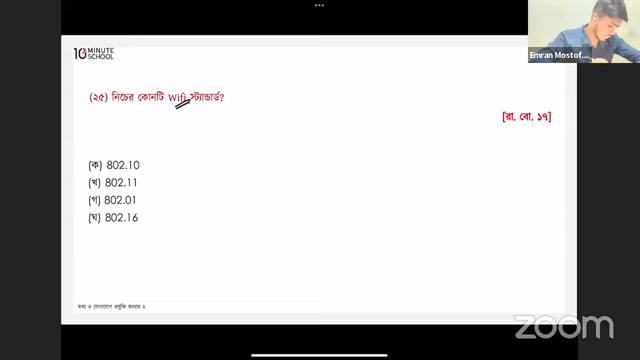 •••
10 MINUTE SCHOOL
Emran Mostof...
(২৫) নিচের কোনটি Wifi স্ট্যান্ডার্ড?
[রা. বো. ১৭]
(ক) 802.10
(খ) 802.11
(গ) 802.01
(ঘ) 802.16
তথ্য ও যোগাযোগ প্রযুক্তি অধ্যায় ২
zoom